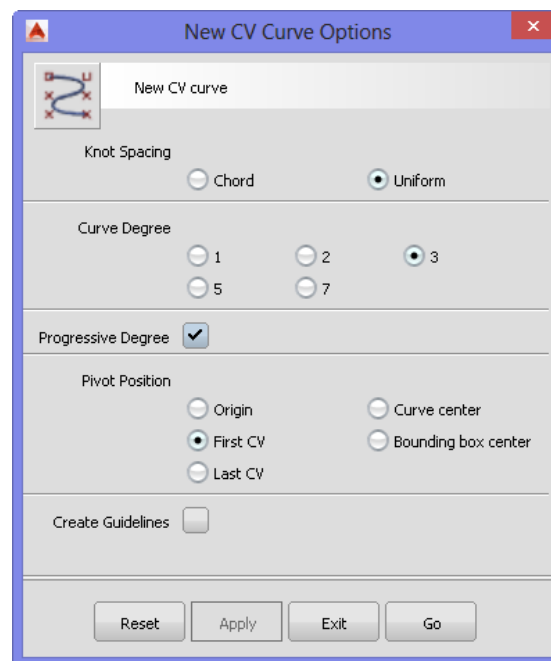 New CV Curve Options
New CV curve
Knot Spacing
Chord Uniform
Curve Degree
1 2 3
5 7
Progressive Degree
Pivot Position
Origin Curve center
First CV Bounding box center
Last CV
Create Guidelines
Reset Apply Exit Go